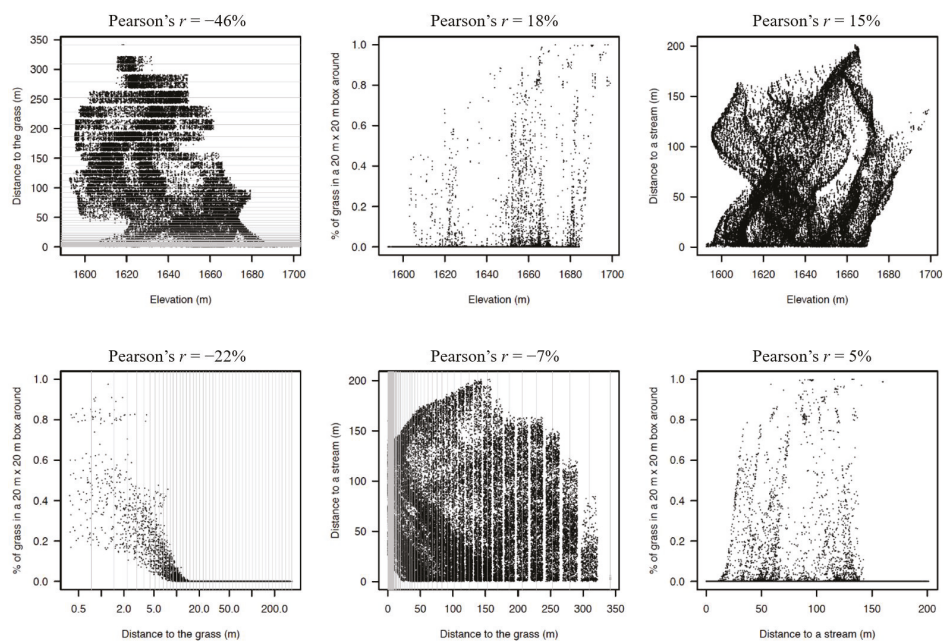 Pearson's r = −46%
Pearson's r = 18%
Pearson's r = 15%
350
300
250
200
150
100
50
0
Distance to the grass (m)
1600 1620 1640 1660 1680 1700
Elevation (m)
1.0
0.8
0.6
0.4
0.2
0.0
% of grass in a 20 m x 20 m box around
1600 1620 1640 1660 1680 1700
Elevation (m)
200
150
100
50
0
Distance to a stream (m)
1600 1620 1640 1660 1680 1700
Elevation (m)
Pearson's r = −22%
Pearson's r = −7%
Pearson's r = 5%
1.0
0.8
0.6
0.4
0.2
0.0
% of grass in a 20 m x 20 m box around
0.5 2.0 5.0 20.0 50.0 200.0
Distance to the grass (m)
200
150
100
50
0
Distance to a stream (m)
0 50 100 150 200 250 300 350
Distance to the grass (m)
1.0
0.8
0.6
0.4
0.2
0.0
% of grass in a 20 m x 20 m box around
0 50 100 150 200
Distance to a stream (m)